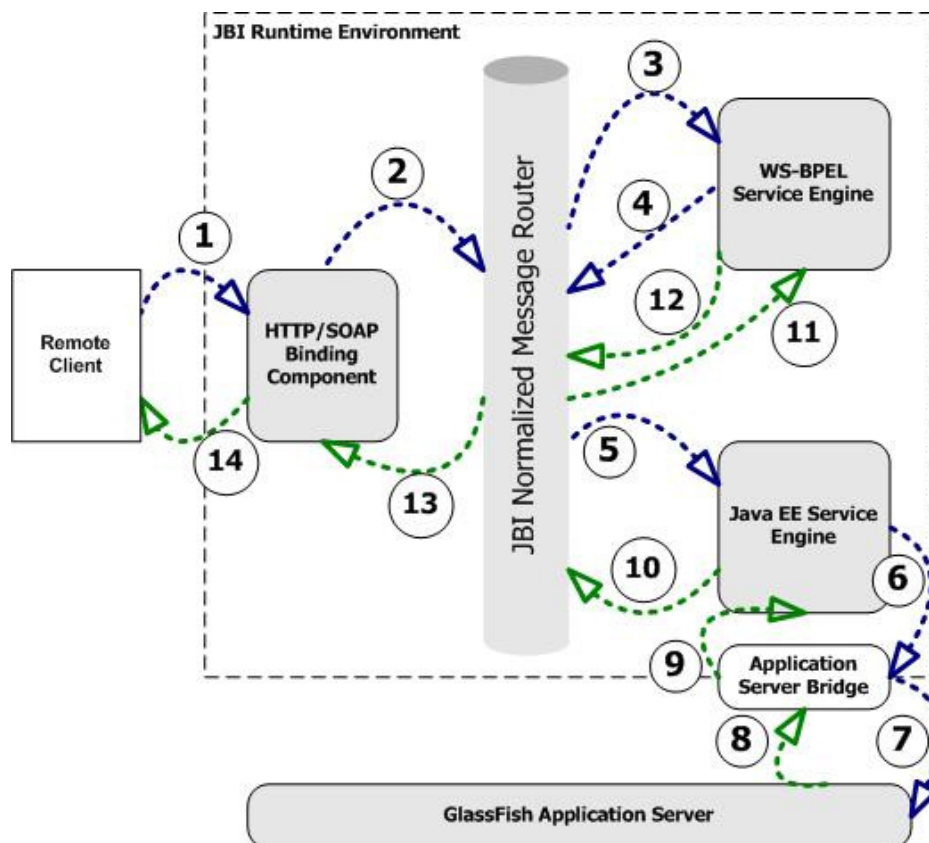 JBI Runtime Environment
3
WS-BPEL
Service Engine
2
4
1
JBI Normalized Message Router
HTTP/SOAP
Binding
Component
Remote
Client
12
11
5
14
13
Java EE Service
Engine
10
6
9
Application
Server Bridge
8
7
GlassFish Application Server